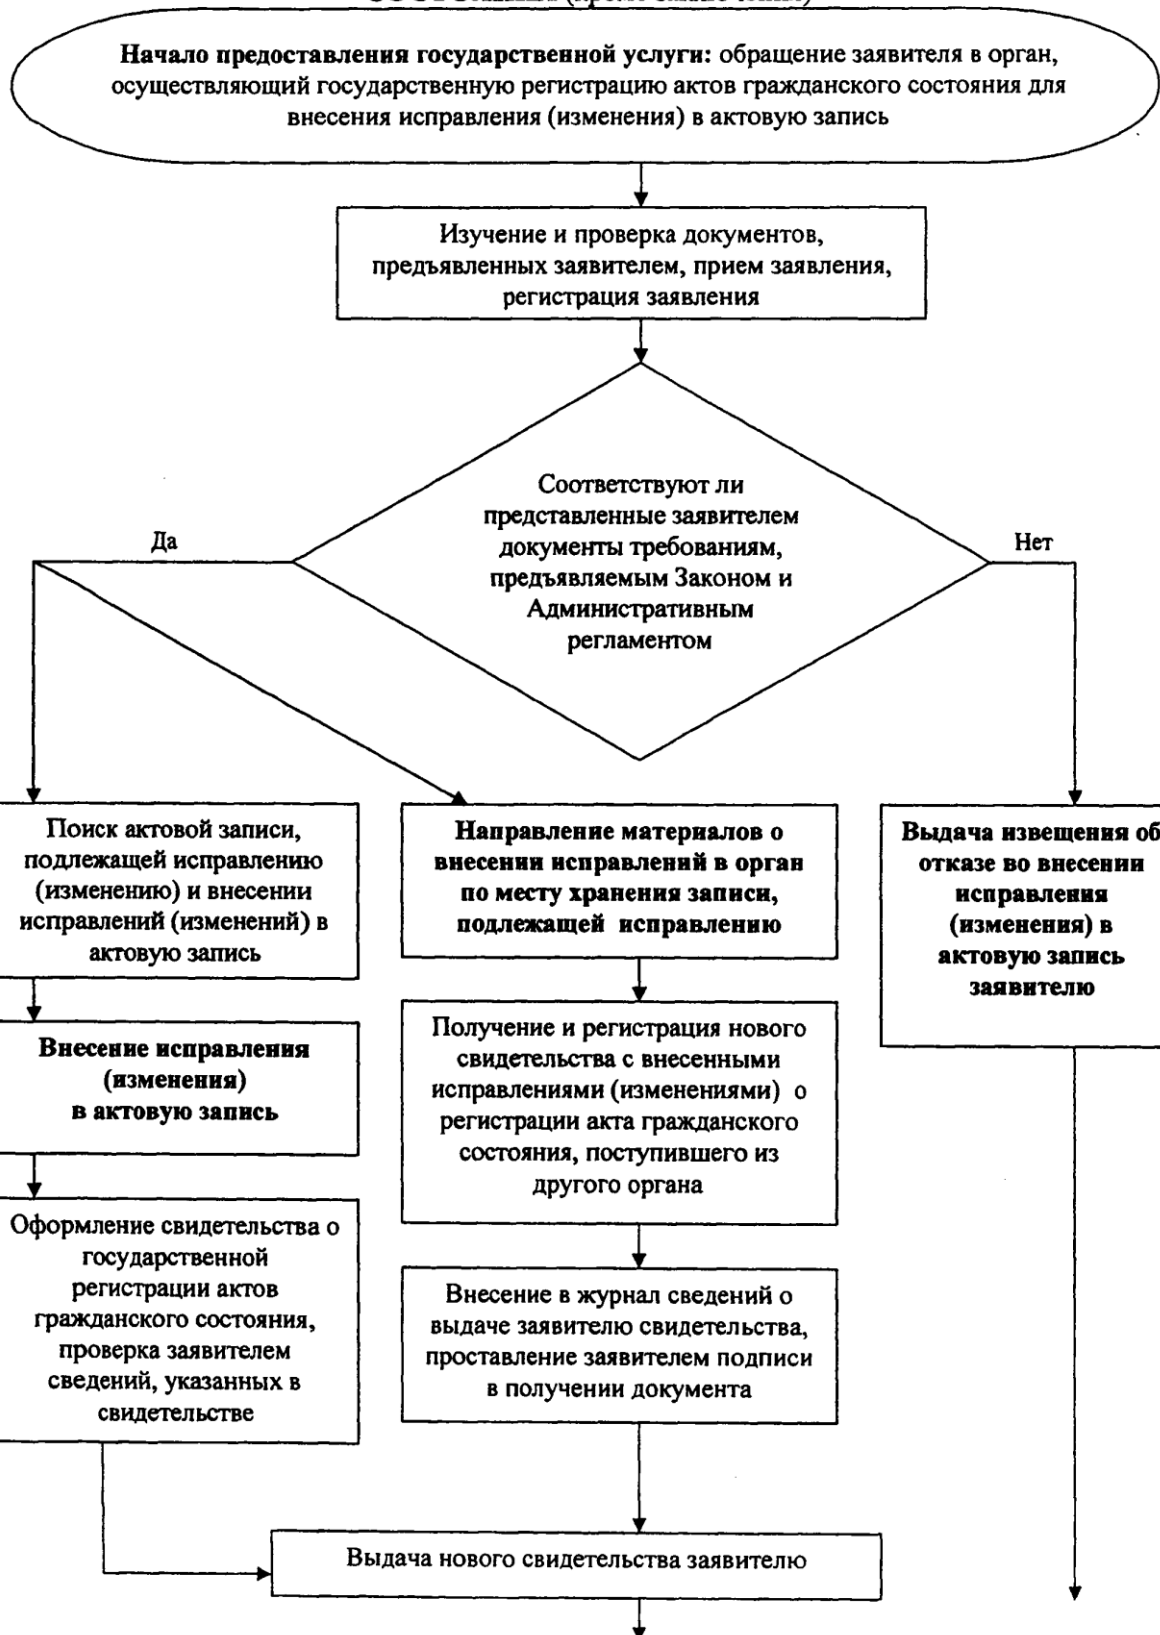 Начало предоставления государственной услуги: обращение заявителя в орган,
осуществляющий государственную регистрацию актов гражданского состояния для
внесения исправления (изменения) в актовую запись
Изучение и проверка документов,
предъявленных заявителем, прием заявления,
регистрация заявления
Соответствуют ли
представленные заявителем
документы требованиям,
предъявляемым Законом и
Административным
регламентом
Да
Нет
Поиск актовой записи,
подлежащей исправлению
(изменению) и внесении
исправлений (изменений) в
актовую запись
Внесение исправления
(изменения)
в актовую запись
Оформление свидетельства о
государственной
регистрации актов
гражданского состояния,
проверка заявителем
сведений, указанных в
свидетельстве
Направление материалов о
внесении исправлений в орган
по месту хранения записи,
подлежащей исправлению
Получение и регистрация нового
свидетельства с внесенными
исправлениями (изменениями) о
регистрации акта гражданского
состояния, поступившего из
другого органа
Внесение в журнал сведений о
выдаче заявителю свидетельства,
проставление заявителем подписи
в получении документа
Выдача извещения об
отказе во внесении
исправления
(изменения) в
актовую запись
заявителю
Выдача нового свидетельства заявителю